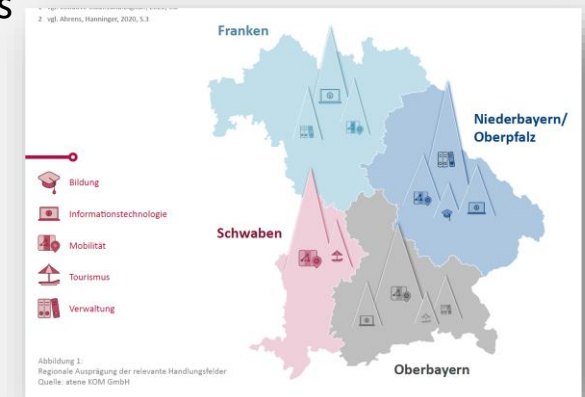 s
2 vgl. Ahrens, Hanninger, 2020, S.3
Franken
Niederbayern/
Oberpfalz
Bildung
Informationstechnologie
Mobilität
Schwaben
Tourismus
Verwaltung
Oberbayern
Abbildung 1:
Regionale Ausprägung der relevante Handlungsfelder
Quelle: atene KOM GmbH